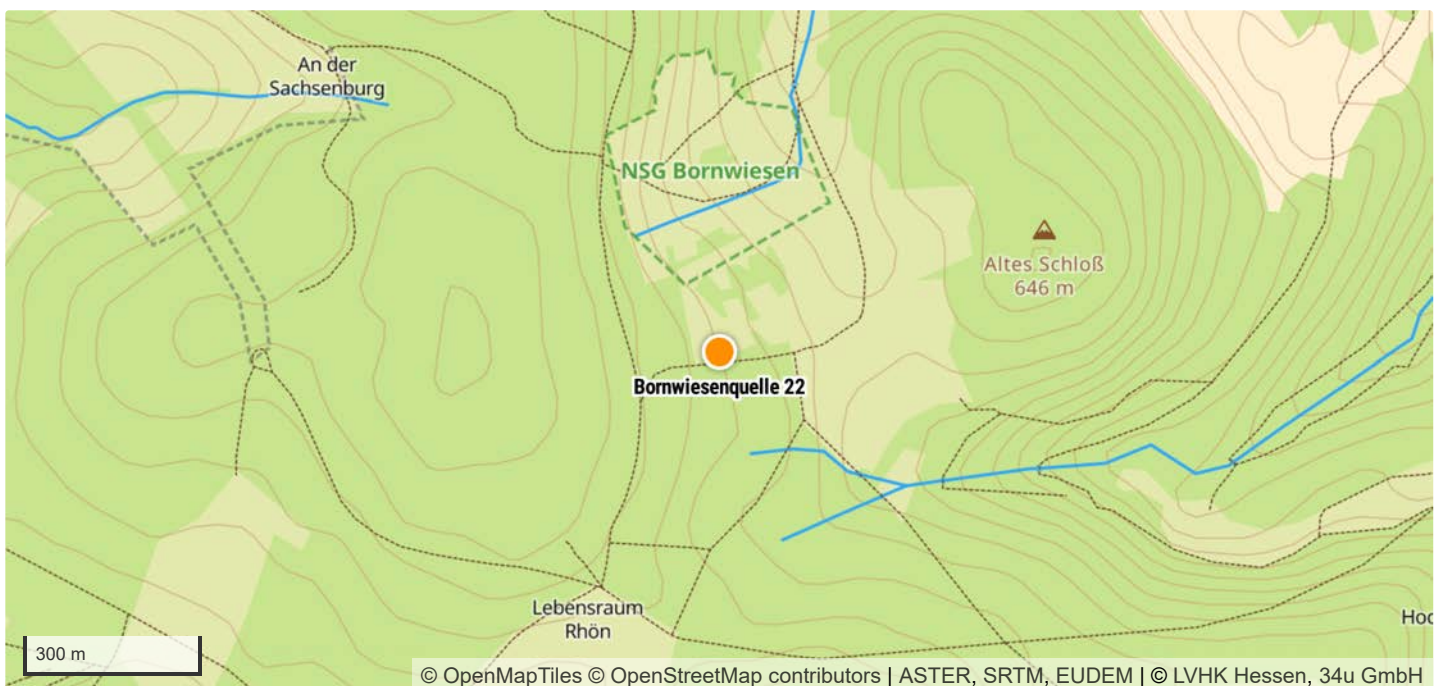 An der
Sachsenburg
NSG Bornwiesen
Altes Schloß
646 m
Bornwiesenquelle 22
Lebensraum
Rhön
Hoc
300 m
© OpenMapTiles © OpenStreetMap contributors | ASTER, SRTM, EUDEM | © LVHK Hessen, 34u GmbH